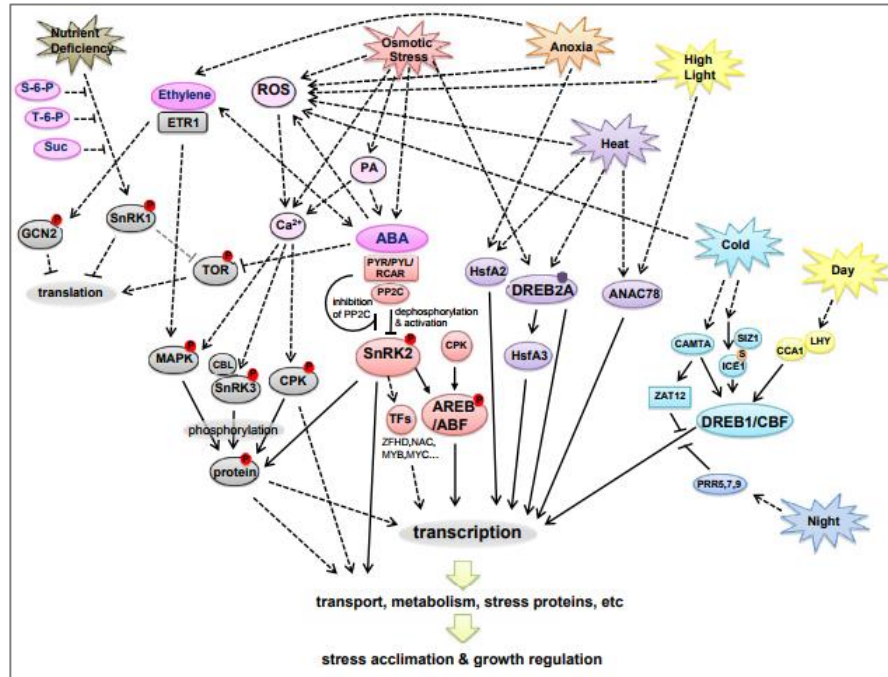 Nutrient
Deficiency
Osmotic
Stress
Anoxia
High
Light
S-6-P
T-6-P
Suc
Ethylene
ETR1
ROS
Heat
PA
P
GCN2
P
SnRK1
Ca²⁺
ABA
Cold
Day
P
TOR
PYR/PYL/
RCAR
PP2C
HsfA2
DREB2A
ANAC78
translation
inhibition
of PP2C
dephosphorylation
& activation
CAMTA
SIZ1
S
ICE1
CCA1
LHY
P
MAPK
CBL
P
SnRK3
P
CPK
P
SnRK2
CPK
HsfA3
ZAT12
DREB1/CBF
TFs
AREB
/ABF
P
ZFHD,NAC,
MYB,MYC...
phosphorylation
P
protein
PRR5,7,9
Night
transcription
transport, metabolism, stress proteins, etc
stress acclimation & growth regulation